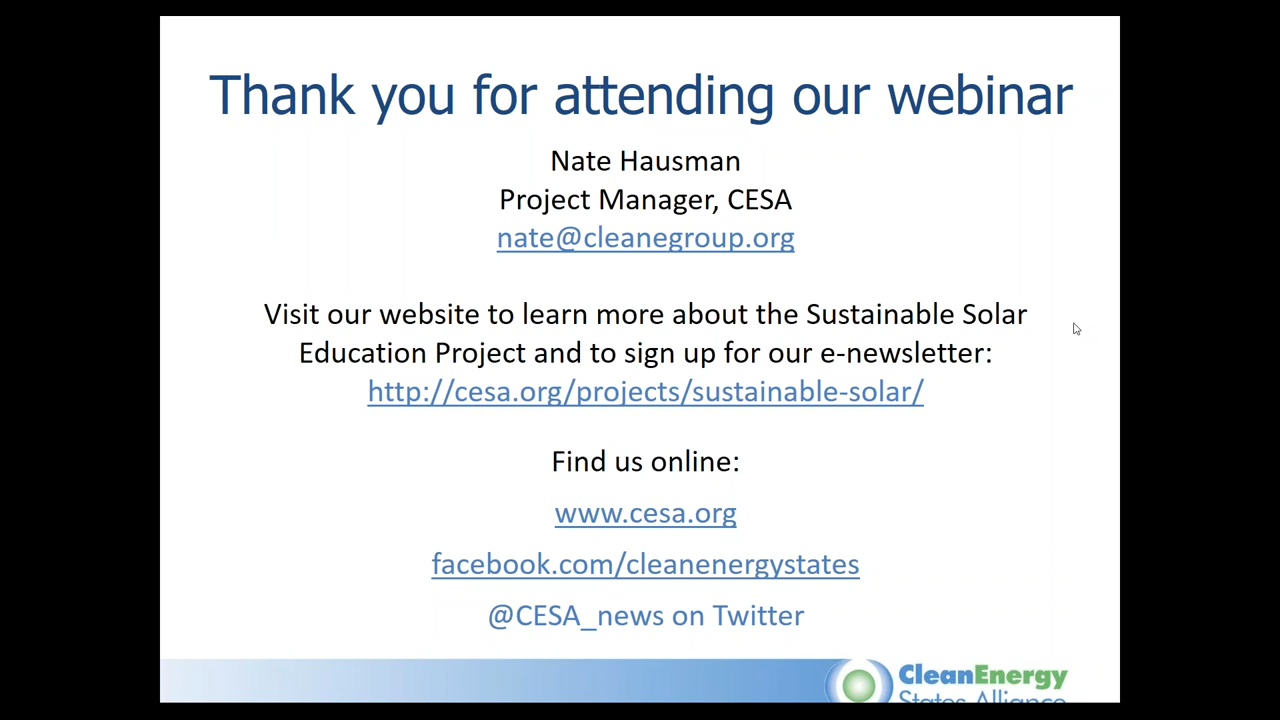 Thank you for attending our webinar
Nate Hausman
Project Manager, CESA
nate@cleanegroup.org
Visit our website to learn more about the Sustainable Solar
Education Project and to sign up for our e-newsletter:
http://cesa.org/projects/sustainable-solar/
Find us online:
www.cesa.org
facebook.com/cleanenergystates
@CESA_news on Twitter
CleanEnergy
States Alliance